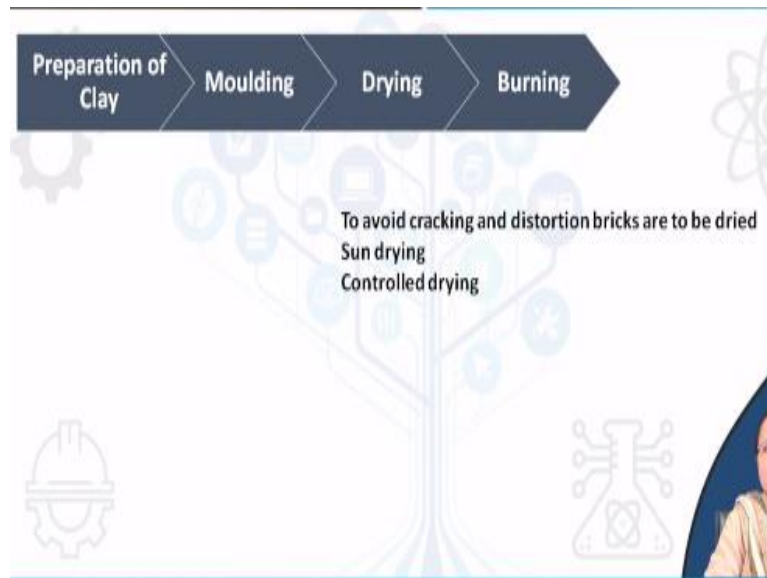 Preparation of
Clay
Moulding
Drying
Burning
To avoid cracking and distortion bricks are to be dried
Sun drying
Controlled drying